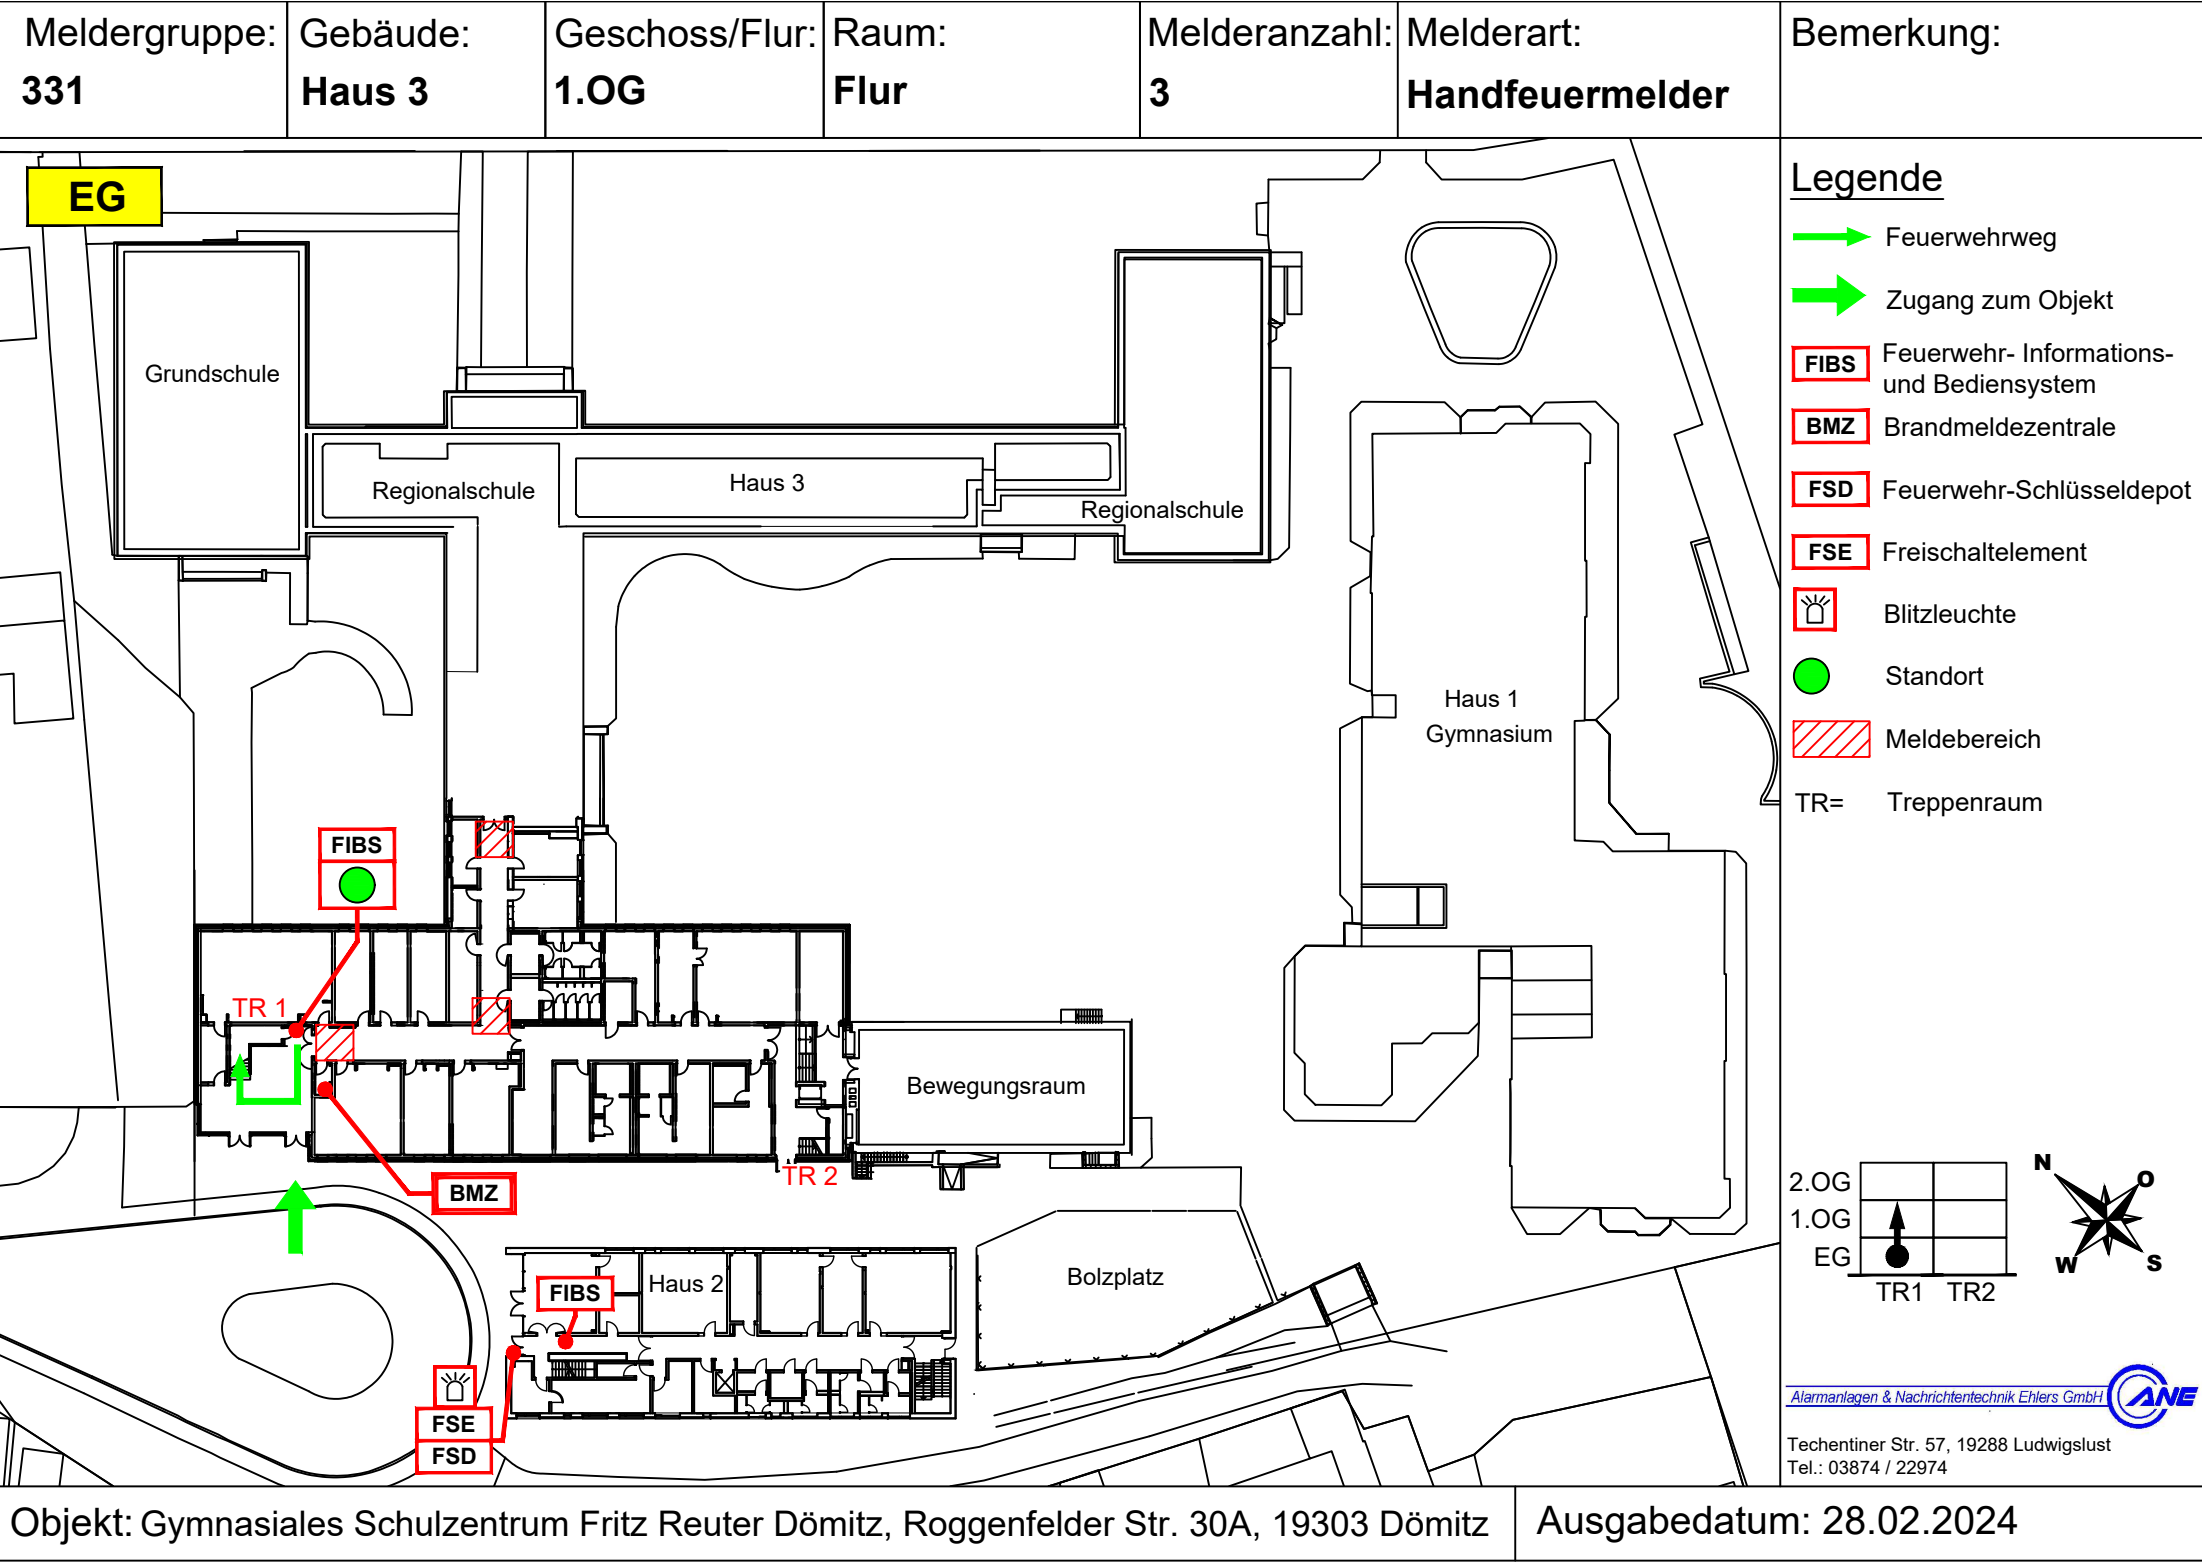 Meldergruppe: Gebäude: Geschoss/Flur: Raum: Melderanzahl: Melderart: Bemerkung:
331 Haus 3 1.OG Flur 3 Handfeuermelder
EG
Grundschule
Regionalschule
Haus 3
Regionalschule
Haus 1
Gymnasium
FIBS
TR 1
Bewegungsraum
BMZ
TR 2
Haus 2
FIBS
Bolzplatz
FSE
FSD
Legende
Feuerwehrweg
Zugang zum Objekt
FIBS Feuerwehr- Informations-
und Bediensystem
BMZ Brandmeldezentrale
FSD Feuerwehr-Schlüsseldepot
FSE Freischaltelement
Blitzleuchte
Standort
Meldebereich
TR= Treppenraum
2.OG
1.OG
EG
TR1 TR2
N
O
W
S
Alarmanlagen & Nachrichtentechnik Ehlers GmbH ANE
Techentiner Str. 57, 19288 Ludwigslust
Tel.: 03874 / 22974
Objekt: Gymnasiales Schulzentrum Fritz Reuter Dömitz, Roggenfelder Str. 30A, 19303 Dömitz Ausgabedatum: 28.02.2024